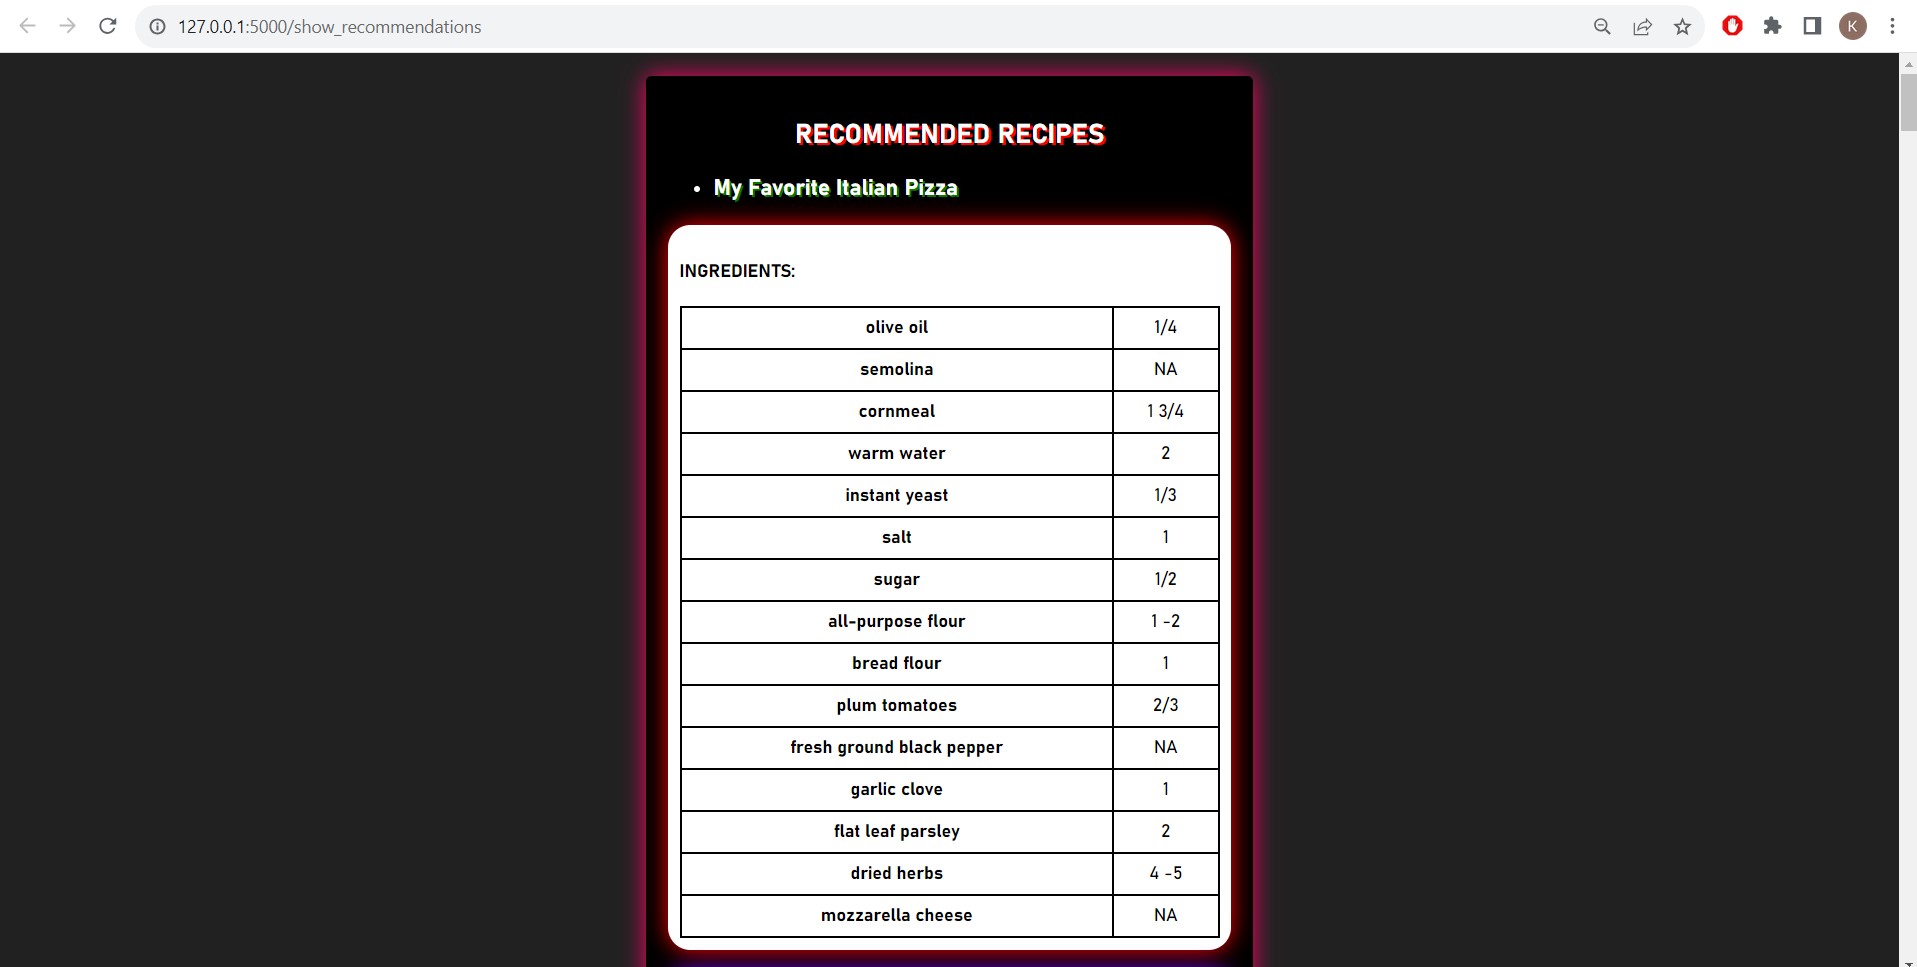 127.0.0.1:5000/show_recommendations
K
RECOMMENDED RECIPES
• My Favorite Italian Pizza
INGREDIENTS:
olive oil 1/4
semolina NA
cornmeal 1 3/4
warm water 2
instant yeast 1/3
salt 1
sugar 1/2
all-purpose flour 1 -2
bread flour 1
plum tomatoes 2/3
fresh ground black pepper NA
garlic clove 1
flat leaf parsley 2
dried herbs 4 -5
mozzarella cheese NA